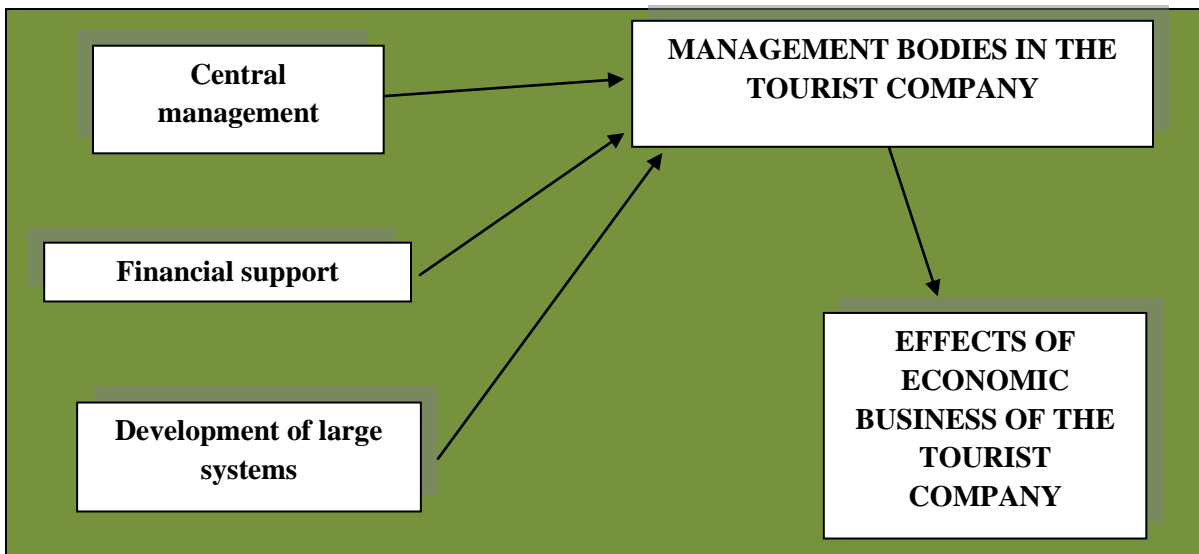 Central
management
MANAGEMENT BODIES IN THE
TOURIST COMPANY
Financial support
Development of large
systems
EFFECTS OF
ECONOMIC
BUSINESS OF THE
TOURIST
COMPANY